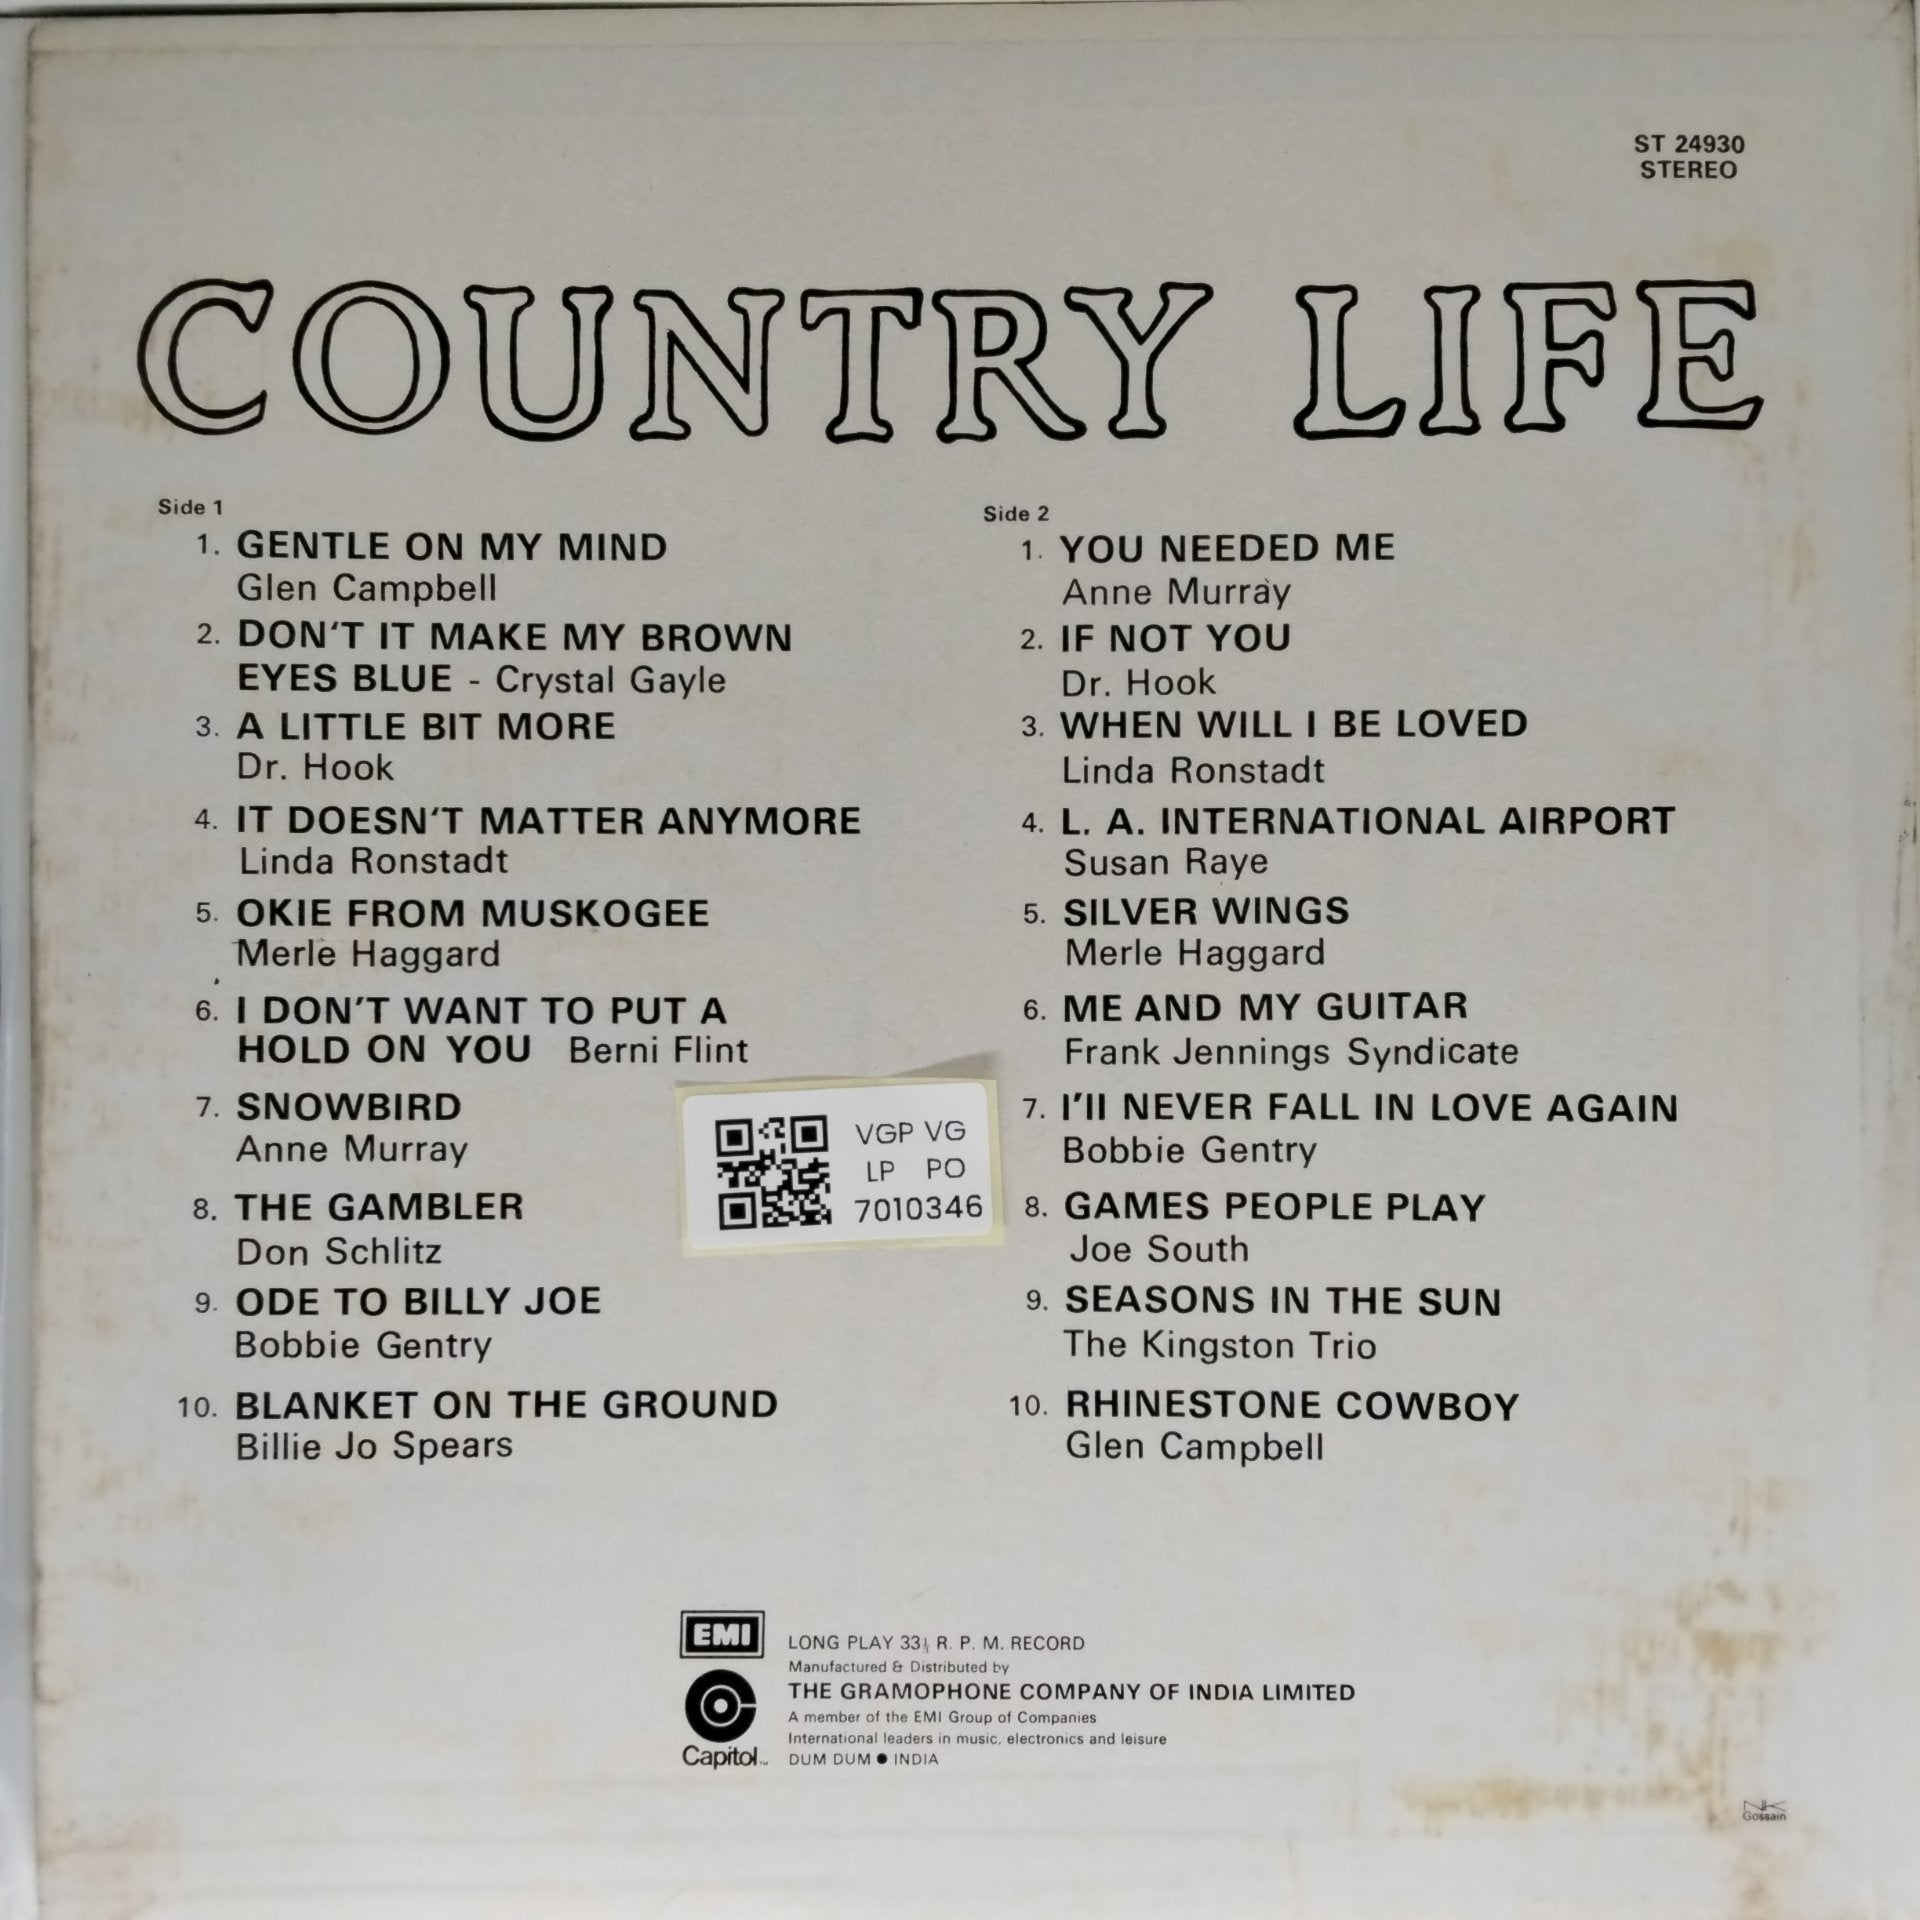 ST 24930
STEREO
COUNTRY LIFE
Side 1
1. GENTLE ON MY MIND
Glen Campbell
2. DON'T IT MAKE MY BROWN
EYES BLUE - Crystal Gayle
3. A LITTLE BIT MORE
Dr. Hook
4. IT DOESN'T MATTER ANYMORE
Linda Ronstadt
5. OKIE FROM MUSKOGEE
Merle Haggard
6. I DON'T WANT TO PUT A
HOLD ON YOU Berni Flint
7. SNOWBIRD
Anne Murray
8. THE GAMBLER
Don Schlitz
9. ODE TO BILLY JOE
Bobbie Gentry
10. BLANKET ON THE GROUND
Billie Jo Spears
Side 2
1. YOU NEEDED ME
Anne Murray
2. IF NOT YOU
Dr. Hook
3. WHEN WILL I BE LOVED
Linda Ronstadt
4. L. A. INTERNATIONAL AIRPORT
Susan Raye
5. SILVER WINGS
Merle Haggard
6. ME AND MY GUITAR
Frank Jennings Syndicate
7. I'll NEVER FALL IN LOVE AGAIN
Bobbie Gentry
8. GAMES PEOPLE PLAY
Joe South
9. SEASONS IN THE SUN
The Kingston Trio
10. RHINESTONE COWBOY
Glen Campbell
VGP VG
LP PO
7010346
EMI
Capitol™
LONG PLAY 33⅓ R. P. M. RECORD
Manufactured & Distributed by
THE GRAMOPHONE COMPANY OF INDIA LIMITED
A member of the EMI Group of Companies
International leaders in music, electronics and leisure
DUM DUM ● INDIA
NK
Gossain